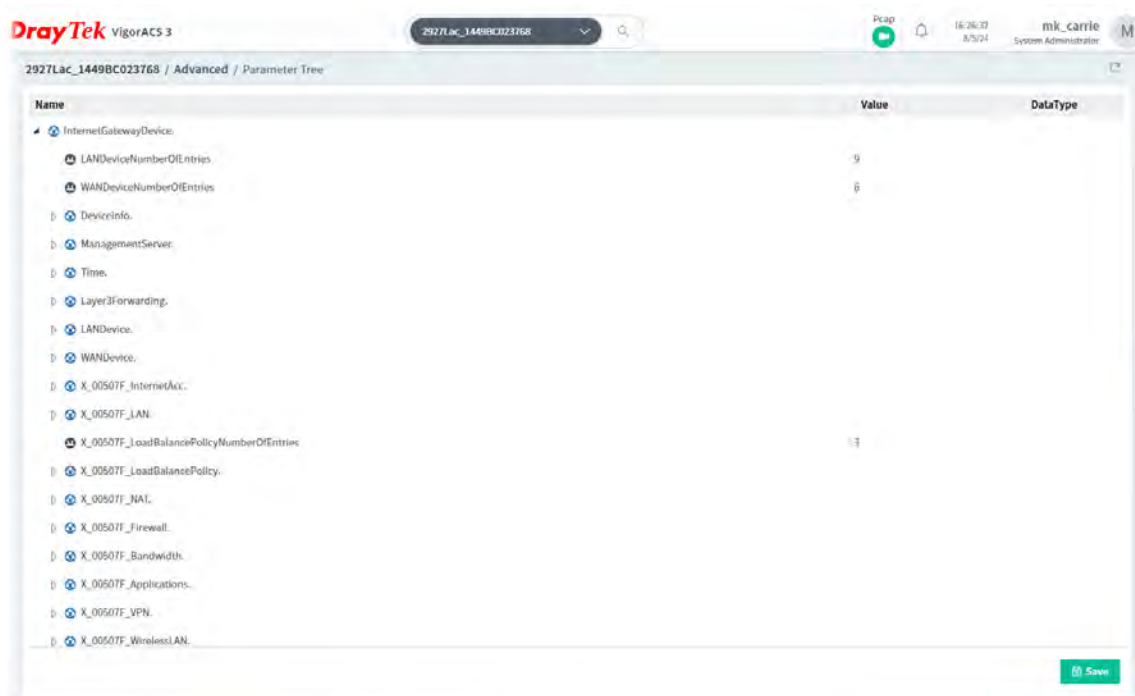 DrayTek VigorACS 3
2927Lac_1449BC023768
Pcap
16:26:37
8/5/24
mk_carrie
System Administrator
M
2927Lac_1449BC023768 / Advanced / Parameter Tree
Name Value DataType
InternetGatewayDevice.
LANDeviceNumberOfEntries 9
WANDeviceNumberOfEntries
DeviceInfo.
ManagementServer.
Time.
Layer3Forwarding.
LANDevice.
WANDevice.
X_00507F_InternetAcc.
X_00507F_LAN.
X_00507F_LoadBalancePolicyNumberOfEntries
X_00507F_LoadBalancePolicy.
X_00507F_NAT.
X_00507F_Firewall.
X_00507F_Bandwidth.
X_00507F_Applications.
X_00507F_VPN.
X_00507F_WirelessLAN.
Save